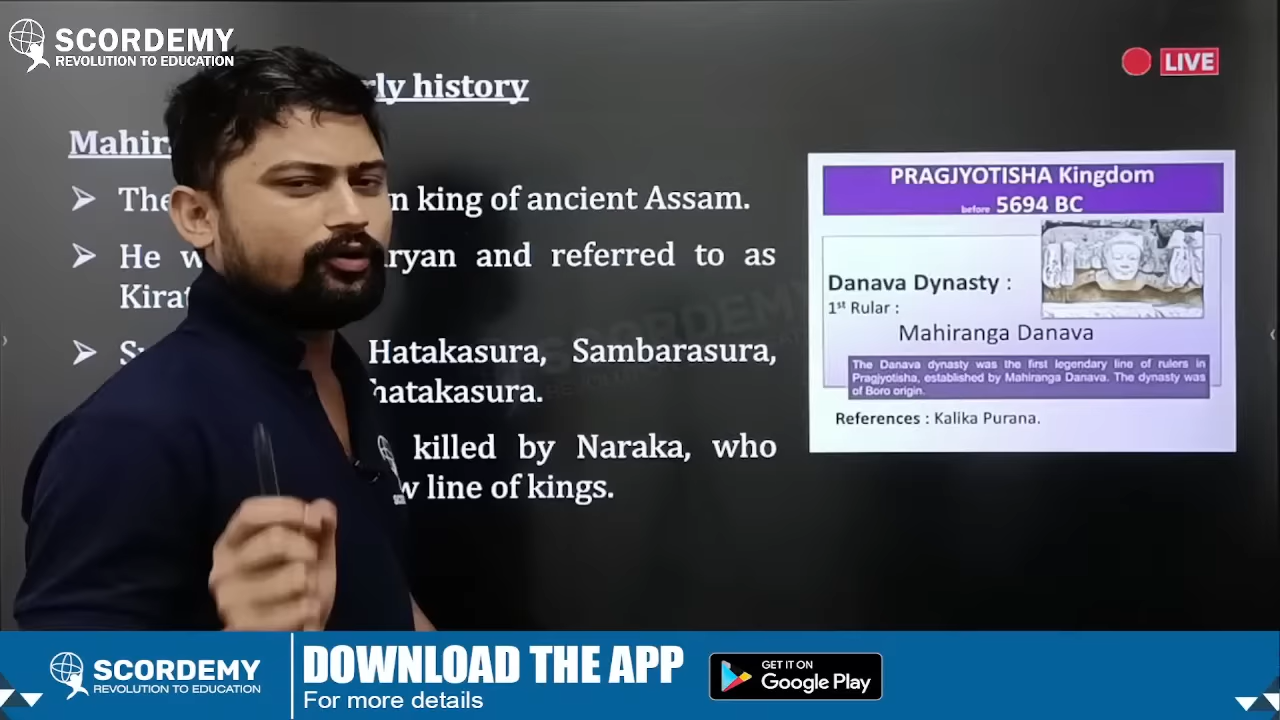 SCORDEMY
REVOLUTION TO EDUCATION
LIVE
rly history
Mahir
➤ The n king of ancient Assam.
➤ He w ryan and referred to as
Kirat
➤ Hatakasura, Sambarasura,
hatakasura.
killed by Naraka, who
w line of kings.
PRAGJYOTISHA Kingdom
before 5694 BC
Danava Dynasty :
1st Rular :
Mahiranga Danava
The Danava dynasty was the first legendary line of rulers in
Pragjyotisha, established by Mahiranga Danava. The dynasty was
of Boro origin.
References : Kalika Purana.
SCORDEMY
SCORDEMY
REVOLUTION TO EDUCATION
DOWNLOAD THE APP
For more details
GET IT ON
Google Play